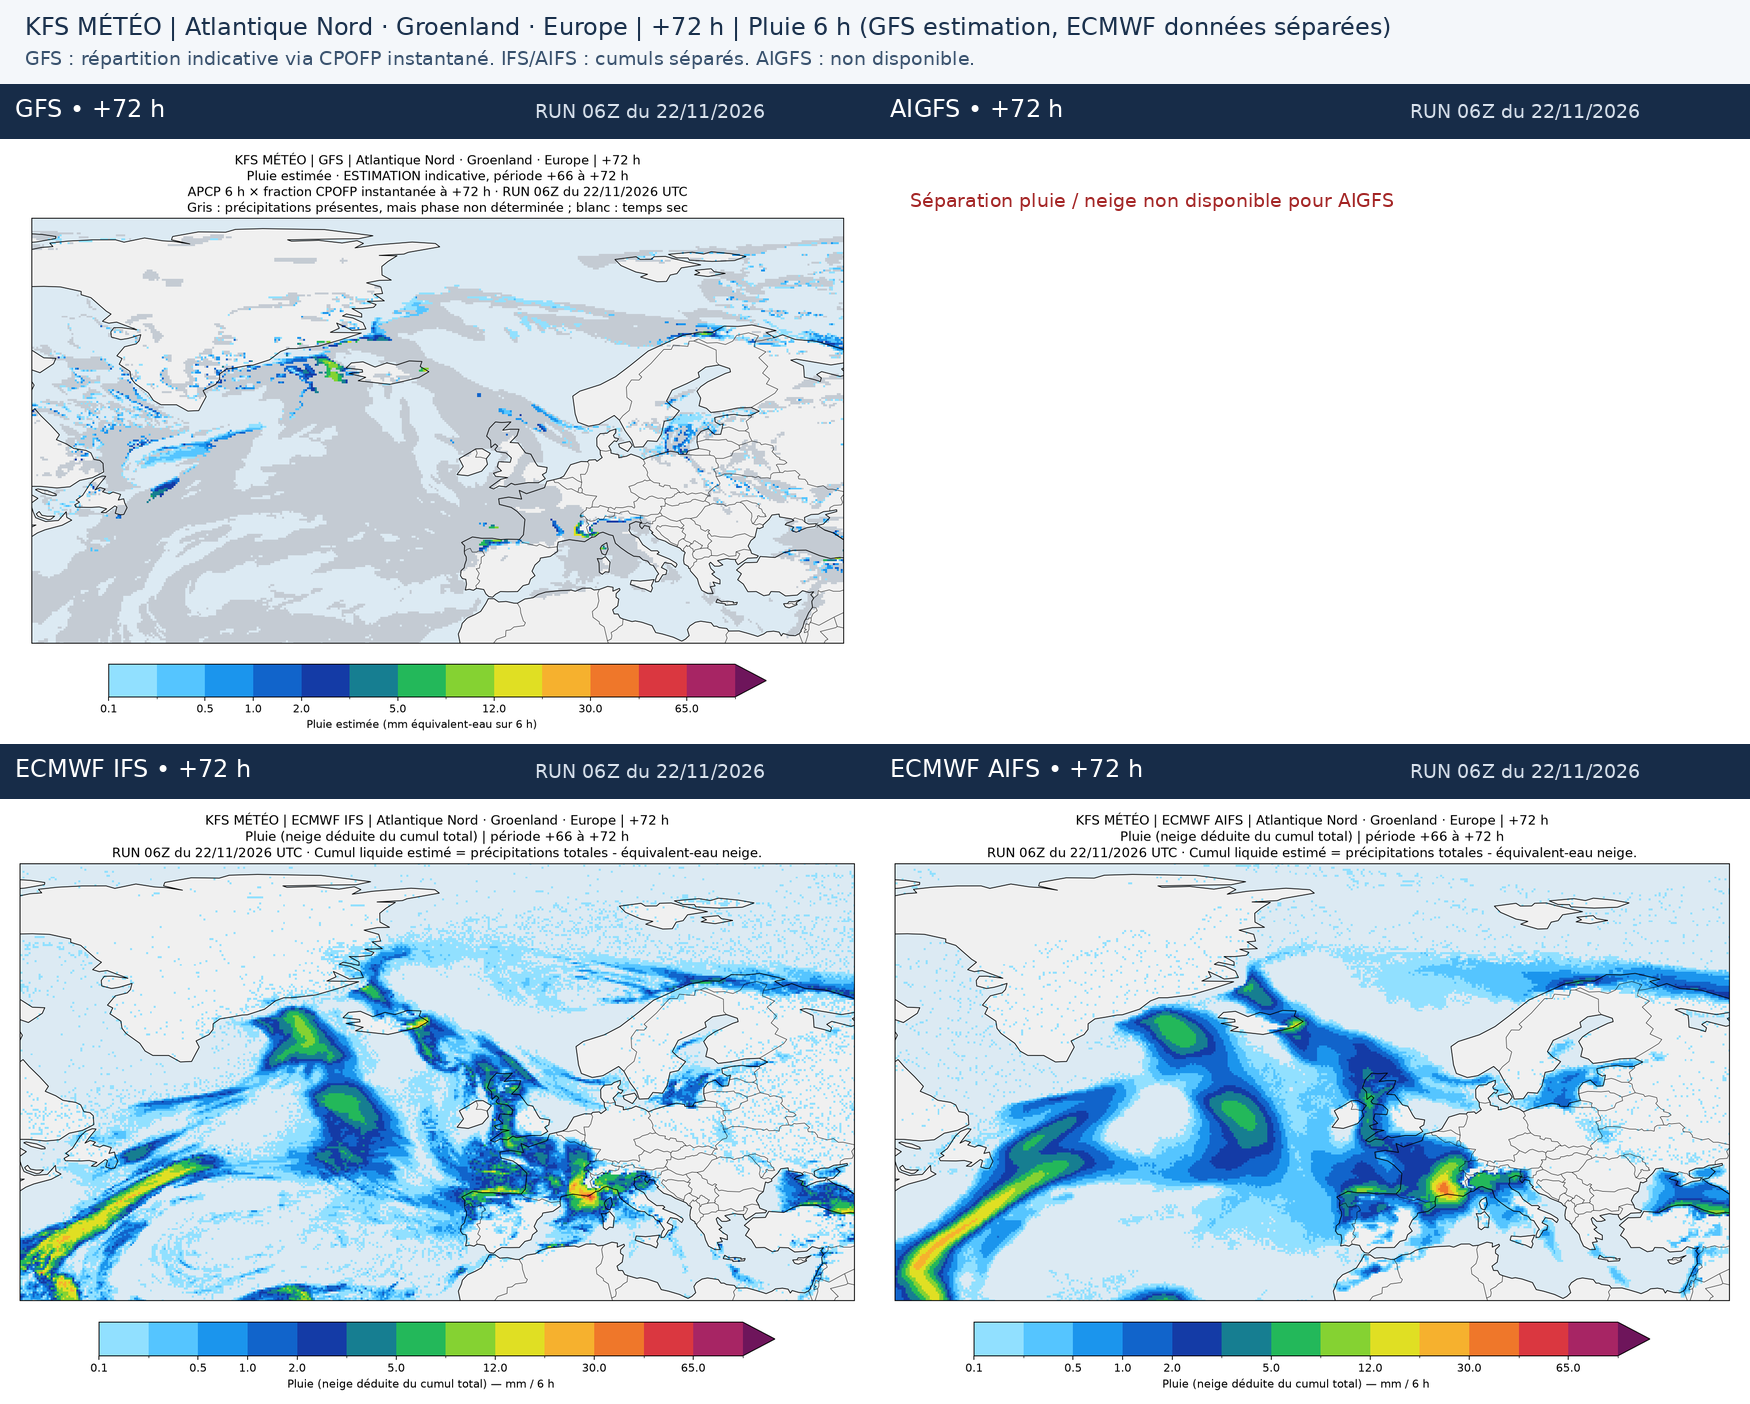 KFS MÉTÉO | Atlantique Nord · Groenland · Europe | +72 h | Pluie 6 h (GFS estimation, ECMWF données séparées)
GFS : répartition indicative via CPOFP instantané. IFS/AIFS : cumuls séparés. AIGFS : non disponible.
GFS • +72 h
RUN 06Z du 22/11/2026
AIGFS • +72 h
RUN 06Z du 22/11/2026
KFS MÉTÉO | GFS | Atlantique Nord · Groenland · Europe | +72 h
Pluie estimée · ESTIMATION indicative, période +66 à +72 h
APCP 6 h × fraction CPOFP instantanée à +72 h · RUN 06Z du 22/11/2026 UTC
Gris : précipitations présentes, mais phase non déterminée ; blanc : temps sec
Séparation pluie / neige non disponible pour AIGFS
0.1 0.5 1.0 2.0 5.0 12.0 30.0 65.0
Pluie estimée (mm équivalent-eau sur 6 h)
ECMWF IFS • +72 h
RUN 06Z du 22/11/2026
ECMWF AIFS • +72 h
RUN 06Z du 22/11/2026
KFS MÉTÉO | ECMWF IFS | Atlantique Nord · Groenland · Europe | +72 h
Pluie (neige déduite du cumul total) | période +66 à +72 h
RUN 06Z du 22/11/2026 UTC · Cumul liquide estimé = précipitations totales - équivalent-eau neige.
KFS MÉTÉO | ECMWF AIFS | Atlantique Nord · Groenland · Europe | +72 h
Pluie (neige déduite du cumul total) | période +66 à +72 h
RUN 06Z du 22/11/2026 UTC · Cumul liquide estimé = précipitations totales - équivalent-eau neige.
0.1 0.5 1.0 2.0 5.0 12.0 30.0 65.0
Pluie (neige déduite du cumul total) — mm / 6 h
0.1 0.5 1.0 2.0 5.0 12.0 30.0 65.0
Pluie (neige déduite du cumul total) — mm / 6 h